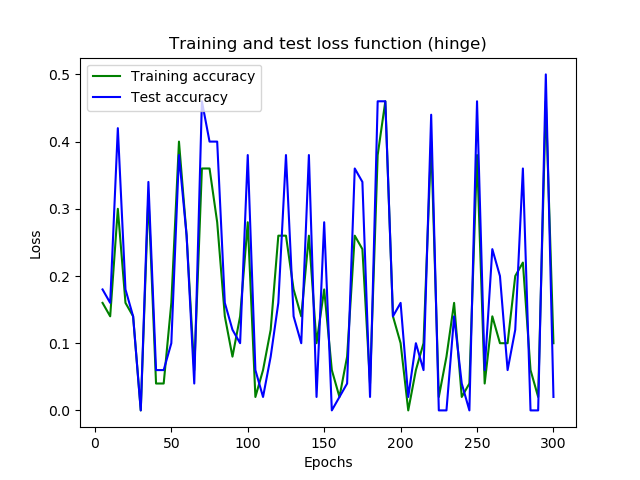 Training and test loss function (hinge)
Training accuracy
Test accuracy
0.5
0.4
0.3
0.2
0.1
0.0
Loss
0 50 100 150 200 250 300
Epochs